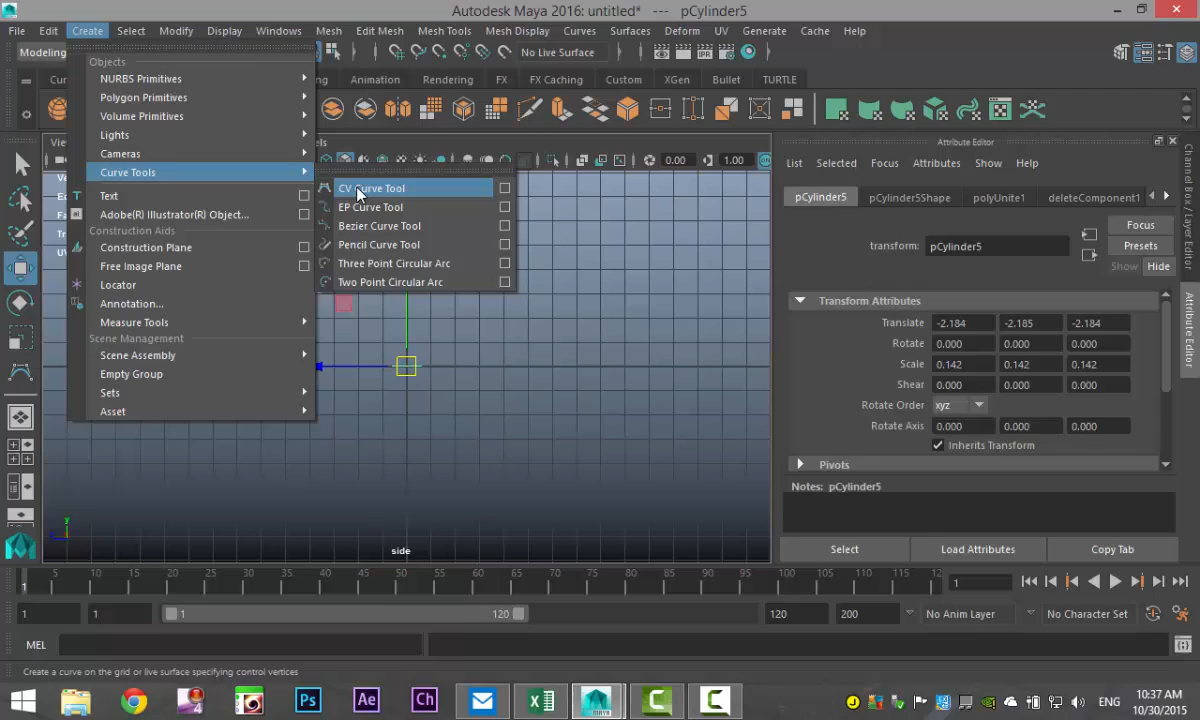 Autodesk Maya 2016: untitled* --- pCylinder5
File Edit Create Select Modify Display Windows Mesh Edit Mesh Mesh Tools Mesh Display Curves Surfaces Deform UV Generate Cache Help
Modeling No Live Surface
Objects
Animation Rendering FX FX Caching Custom XGen Bullet TURTLE
NURBS Primitives
Polygon Primitives
Volume Primitives
Lights
Cameras
Curve Tools
Text
Adobe(R) Illustrator(R) Object...
Construction Aids
Construction Plane
Free Image Plane
Locator
Annotation...
Measure Tools
Scene Management
Scene Assembly
Empty Group
Sets
Asset
CV Curve Tool
EP Curve Tool
Bezier Curve Tool
Pencil Curve Tool
Three Point Circular Arc
Two Point Circular Arc
0.00 1.00
y
side
Attribute Editor
List Selected Focus Attributes Show Help
pCylinder5 pCylinder5Shape polyUnite1 deleteComponent1
Focus
transform: pCylinder5 Presets
Show Hide
Transform Attributes
Translate -2.184 -2.185 -2.184
Rotate 0.000 0.000 0.000
Scale 0.142 0.142 0.142
Shear 0.000 0.000 0.000
Rotate Order xyz
Rotate Axis 0.000 0.000 0.000
Inherits Transform
Pivots
Notes: pCylinder5
Select Load Attributes Copy Tab
Channel Box / Layer Editor
Attribute Editor
1 5 10 15 20 25 30 35 40 45 50 55 60 65 70 75 80 85 90 95 100 105 110 115 12 1
1 1 1 120 120 200 No Anim Layer No Character Set
MEL
Create a curve on the grid or live surface specifying control vertices
Ps Ae Ch ENG 10:37 AM
10/30/2015